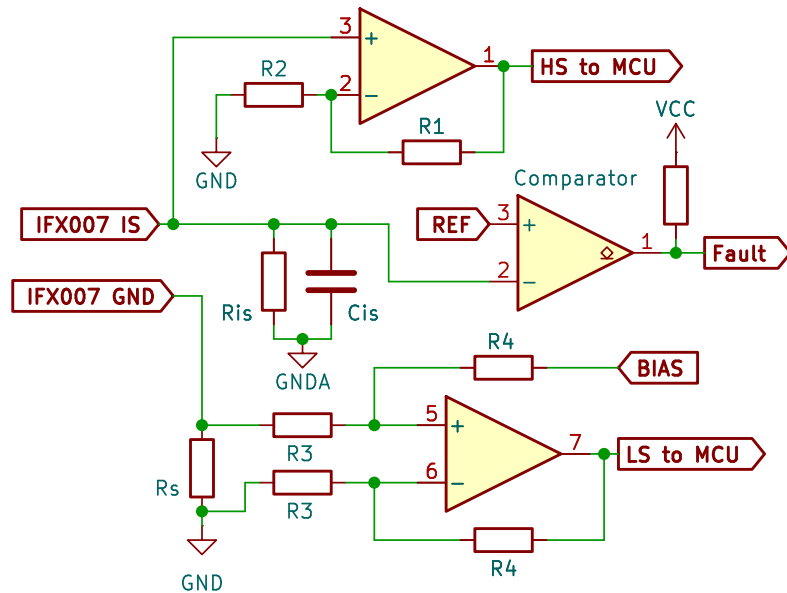 3
1
HS to MCU
R2
2
R1
VCC
GND
Comparator
IFX007 IS
REF
3
1
Fault
2
IFX007 GND
Ris
Cis
R4
GNDA
BIAS
R3
5
7
LS to MCU
6
Rs
R3
R4
GND